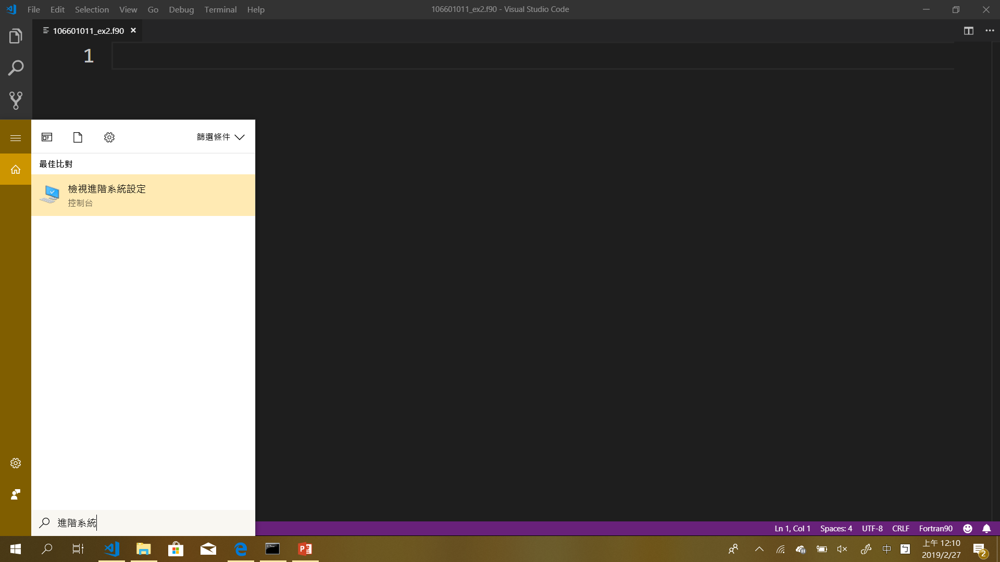 File Edit Selection View Go Debug Terminal Help
106601011_ex2.f90 - Visual Studio Code
106601011_ex2.f90
1
篩選條件
最佳比對
檢視進階系統設定
控制台
進階系統
Ln 1, Col 1 Spaces: 4 UTF-8 CRLF Fortran90
中 ㄅ
上午 12:10
2019/2/27
2